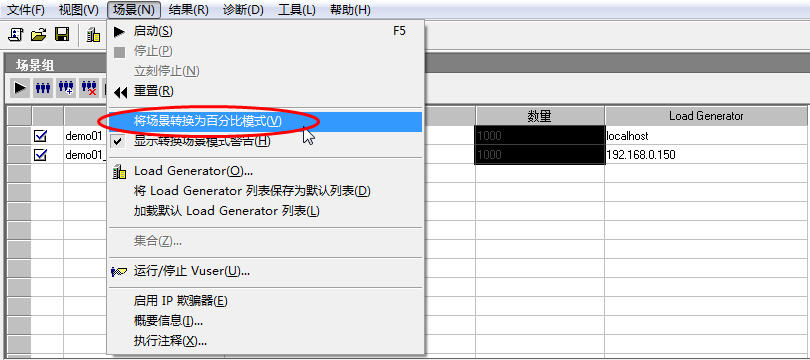 文件(F) 视图(V) 场景(N) 结果(R) 诊断(D) 工具(L) 帮助(H)
启动(S) F5
停止(P)
立刻停止(N)
重置(R)
将场景转换为百分比模式(V)
显示转换场景模式警告(H)
Load Generator(O)...
将 Load Generator 列表保存为默认列表(D)
加载默认 Load Generator 列表(L)
集合(Z)...
运行/停止 Vuser(U)...
启用 IP 欺骗器(E)
概要信息(I)...
执行注释(X)...
场景组
数量 Load Generator
demo01 1000 localhost
demo01_ 1000 192.168.0.150